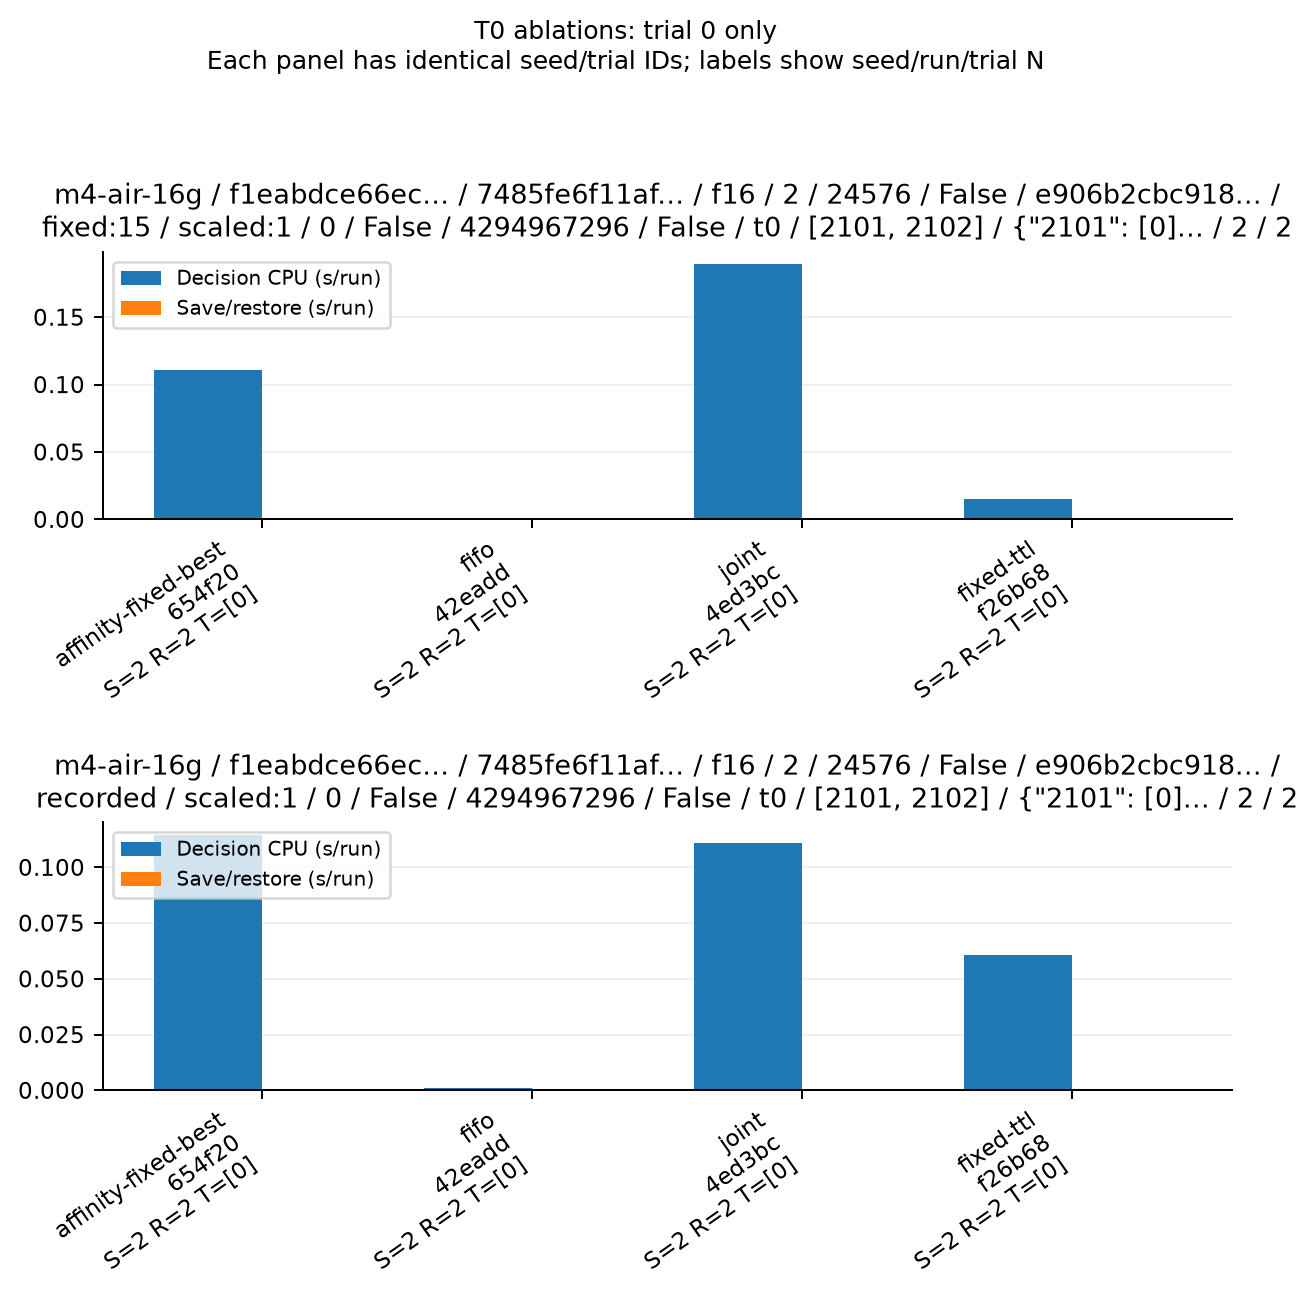 T0 ablations: trial 0 only
Each panel has identical seed/trial IDs; labels show seed/run/trial N
m4-air-16g / f1eabdce66ec... / 7485fe6f11af... / f16 / 2 / 24576 / False / e906b2cbc918... /
fixed:15 / scaled:1 / 0 / False / 4294967296 / False / t0 / [2101, 2102] / {"2101": [0]... / 2 / 2
Decision CPU (s/run)
Save/restore (s/run)
0.15
0.10
0.05
0.00
affinity-fixed-best
654f20
S=2 R=2 T=[0]
fifo
42eadd
S=2 R=2 T=[0]
joint
4ed3bc
S=2 R=2 T=[0]
fixed-ttl
f26b68
S=2 R=2 T=[0]
m4-air-16g / f1eabdce66ec... / 7485fe6f11af... / f16 / 2 / 24576 / False / e906b2cbc918... /
recorded / scaled:1 / 0 / False / 4294967296 / False / t0 / [2101, 2102] / {"2101": [0]... / 2 / 2
Decision CPU (s/run)
Save/restore (s/run)
0.100
0.075
0.050
0.025
0.000
affinity-fixed-best
654f20
S=2 R=2 T=[0]
fifo
42eadd
S=2 R=2 T=[0]
joint
4ed3bc
S=2 R=2 T=[0]
fixed-ttl
f26b68
S=2 R=2 T=[0]